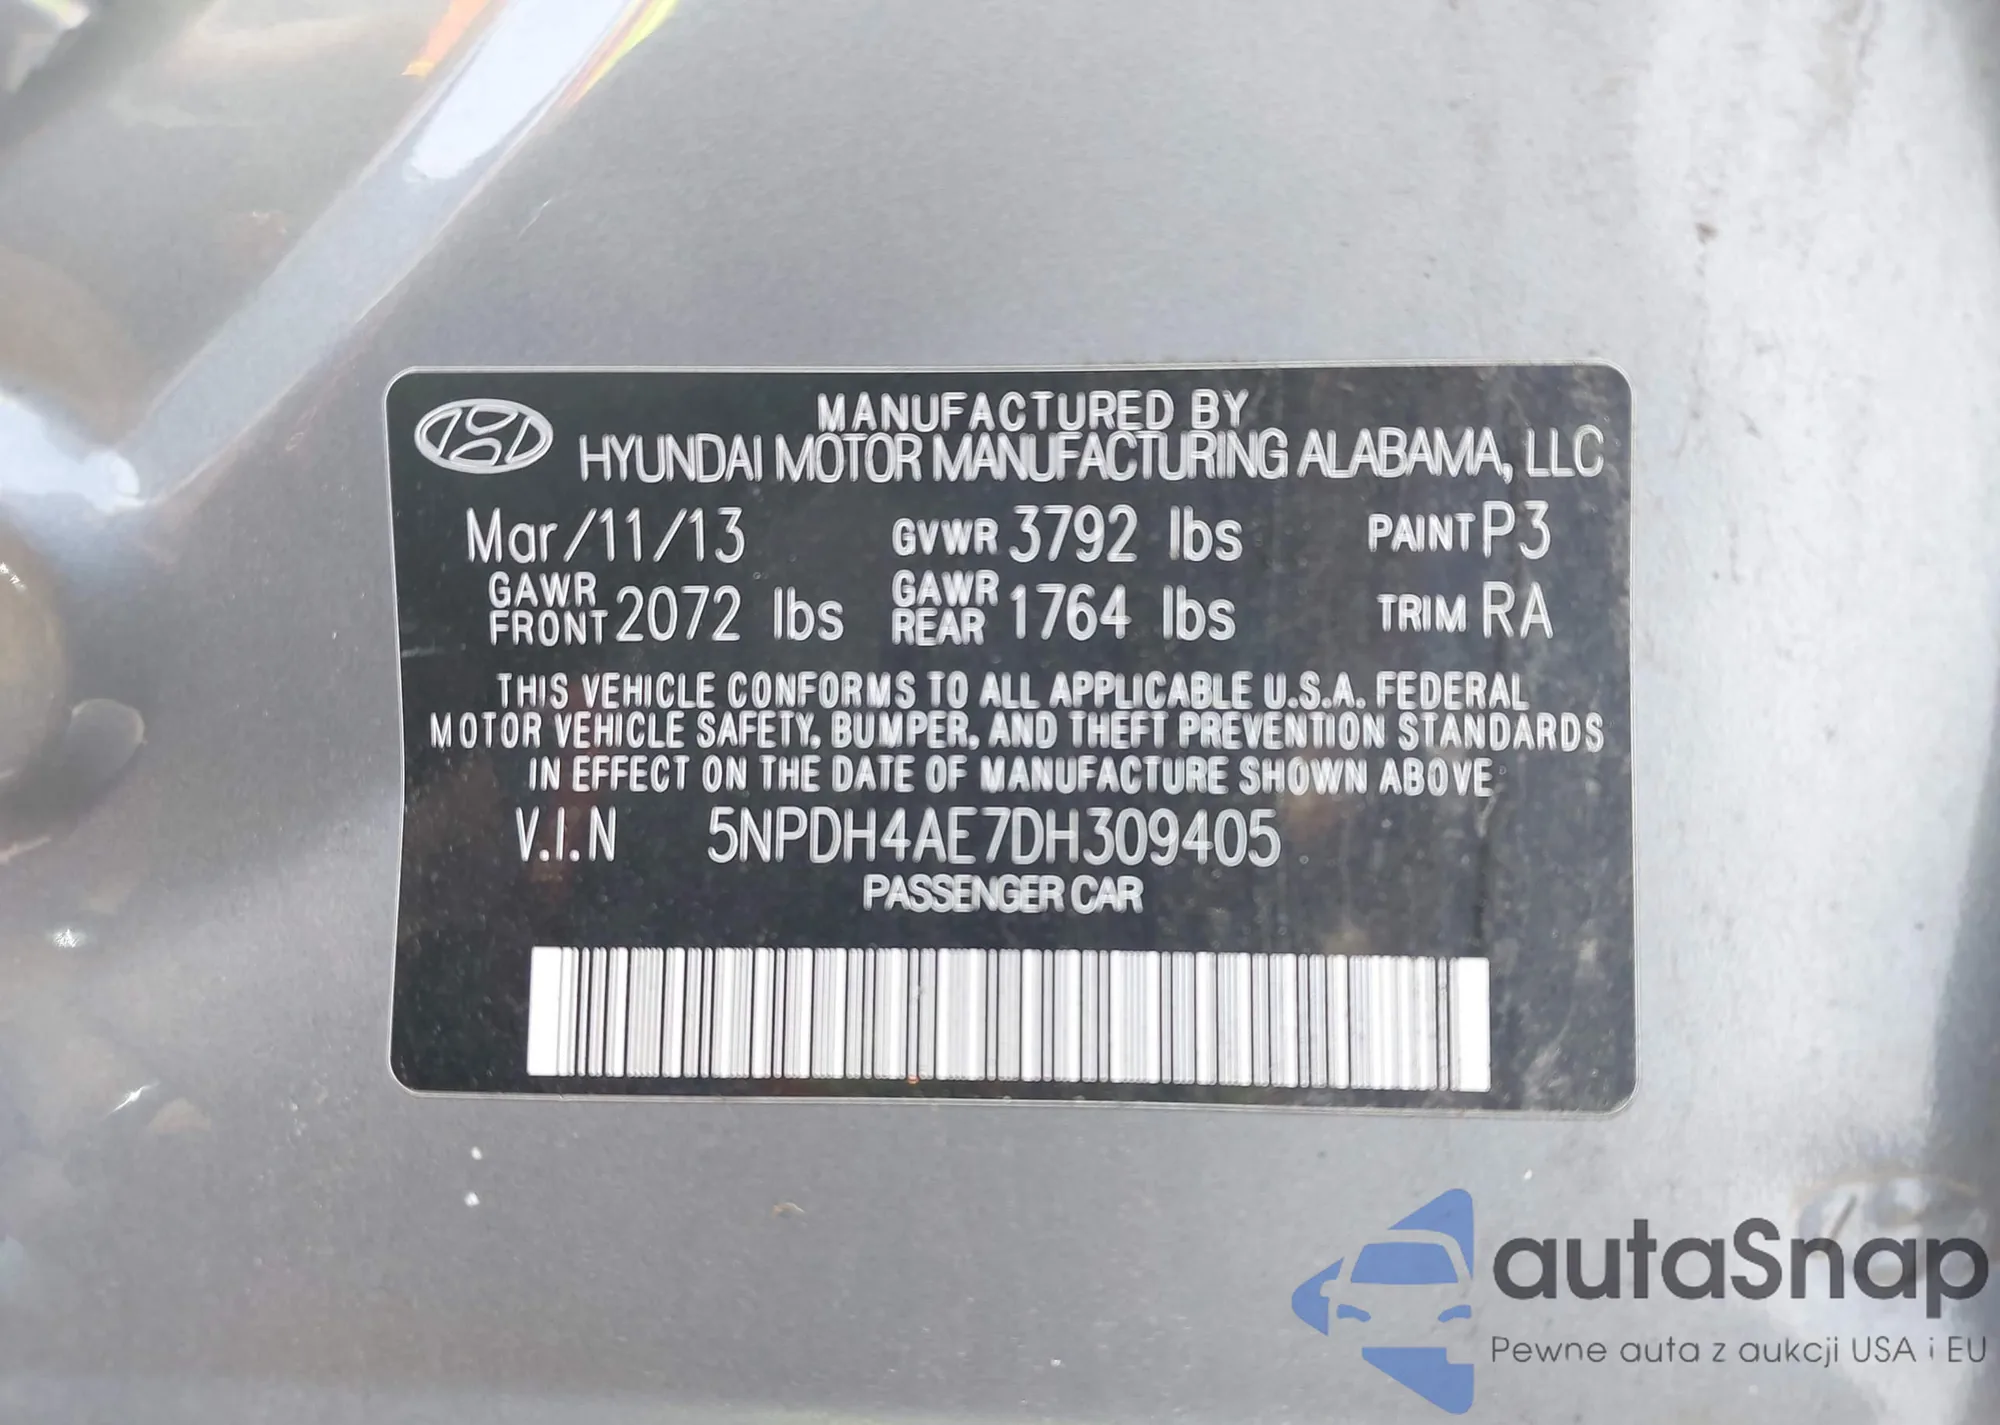 MANUFACTURED BY
HYUNDAI MOTOR MANUFACTURING ALABAMA, LLC
Mar/11/13 GVWR 3792 lbs PAINT P3
GAWR FRONT 2072 lbs GAWR REAR 1764 lbs TRIM RA
THIS VEHICLE CONFORMS TO ALL APPLICABLE U.S.A. FEDERAL
MOTOR VEHICLE SAFETY, BUMPER, AND THEFT PREVENTION STANDARDS
IN EFFECT ON THE DATE OF MANUFACTURE SHOWN ABOVE
V.I.N 5NPDH4AE7DH309405
PASSENGER CAR
autaSnap
Pewne auta z aukcji USA i EU